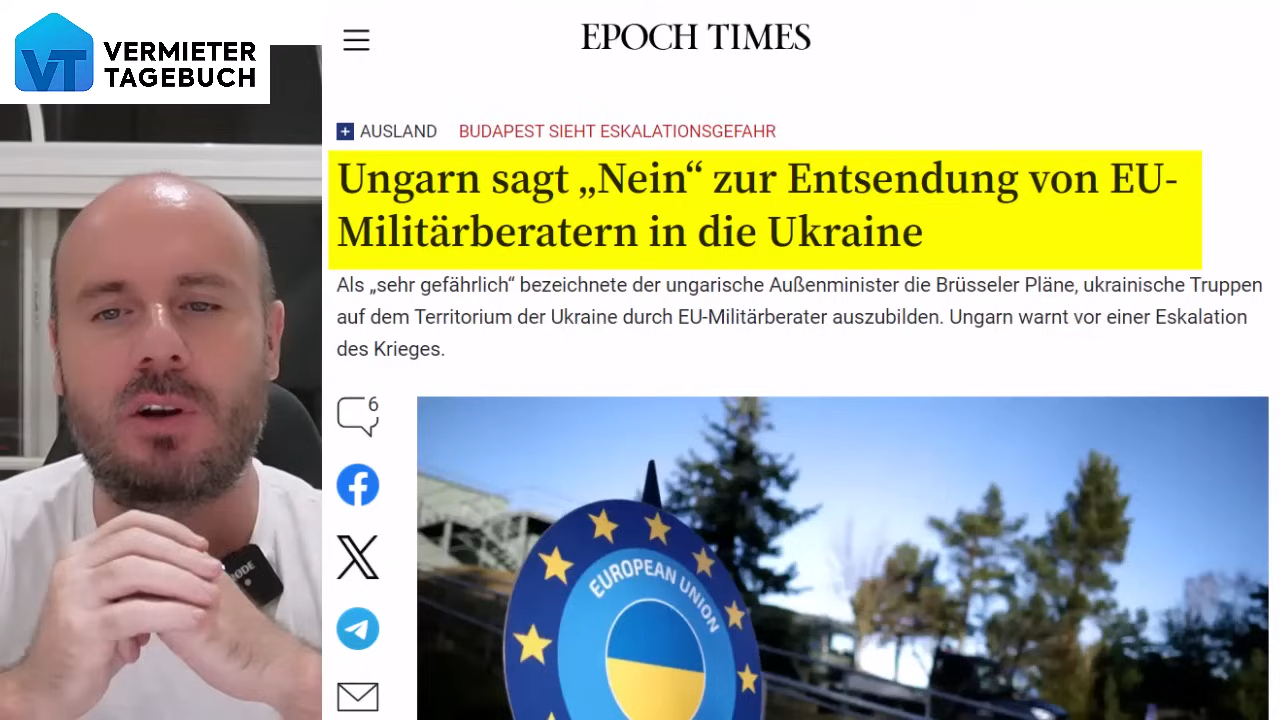 VT VERMIETER
TAGEBUCH
EPOCH TIMES
+ AUSLAND BUDAPEST SIEHT ESKALATIONSGEFAHR
Ungarn sagt „Nein“ zur Entsendung von EU-
Militärberatern in die Ukraine
Als „sehr gefährlich“ bezeichnete der ungarische Außenminister die Brüsseler Pläne, ukrainische Truppen
auf dem Territorium der Ukraine durch EU-Militärberater auszubilden. Ungarn warnt vor einer Eskalation
des Krieges.
6
EUROPEAN UNION
RØDE